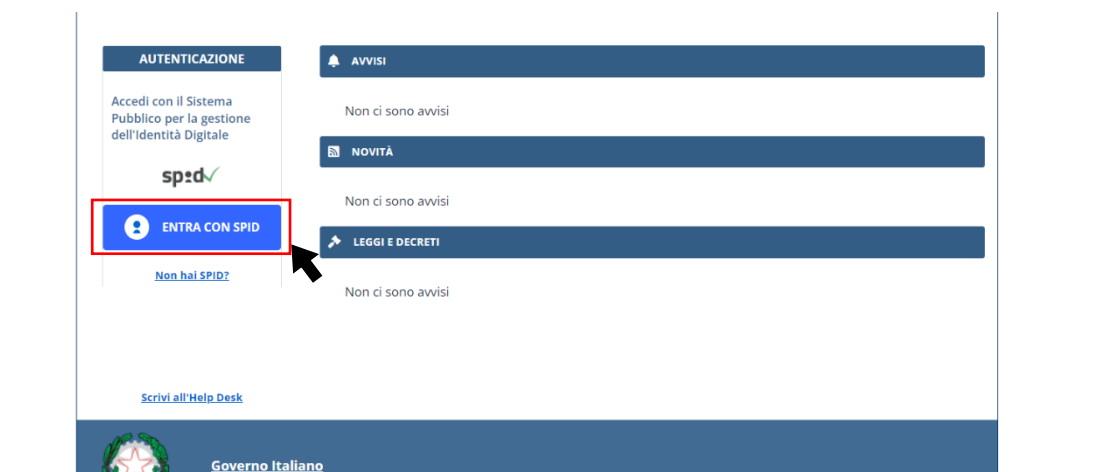 AUTENTICAZIONE
Accedi con il Sistema
Pubblico per la gestione
dell'Identità Digitale
spid
ENTRA CON SPID
Non hai SPID?
Scrivi all'Help Desk
AVVISI
Non ci sono avvisi
NOVITÀ
Non ci sono avvisi
LEGGI E DECRETI
Non ci sono avvisi
Governo Italiano